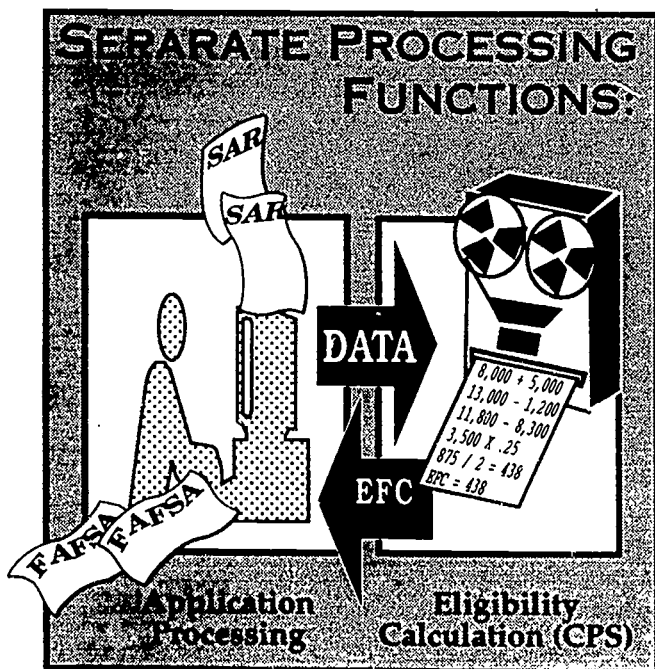 SEPARATE PROCESSING
FUNCTIONS:
SAR
SAR
DATA
8,000 + 5,000
13,000 - 1,200
11,800 - 8,300
3,500 X .25
875 / 2 = 438
EFC = 438
EFC
FAFSA
FAFSA
Application
Processing
Eligibility
Calculation (CPS)